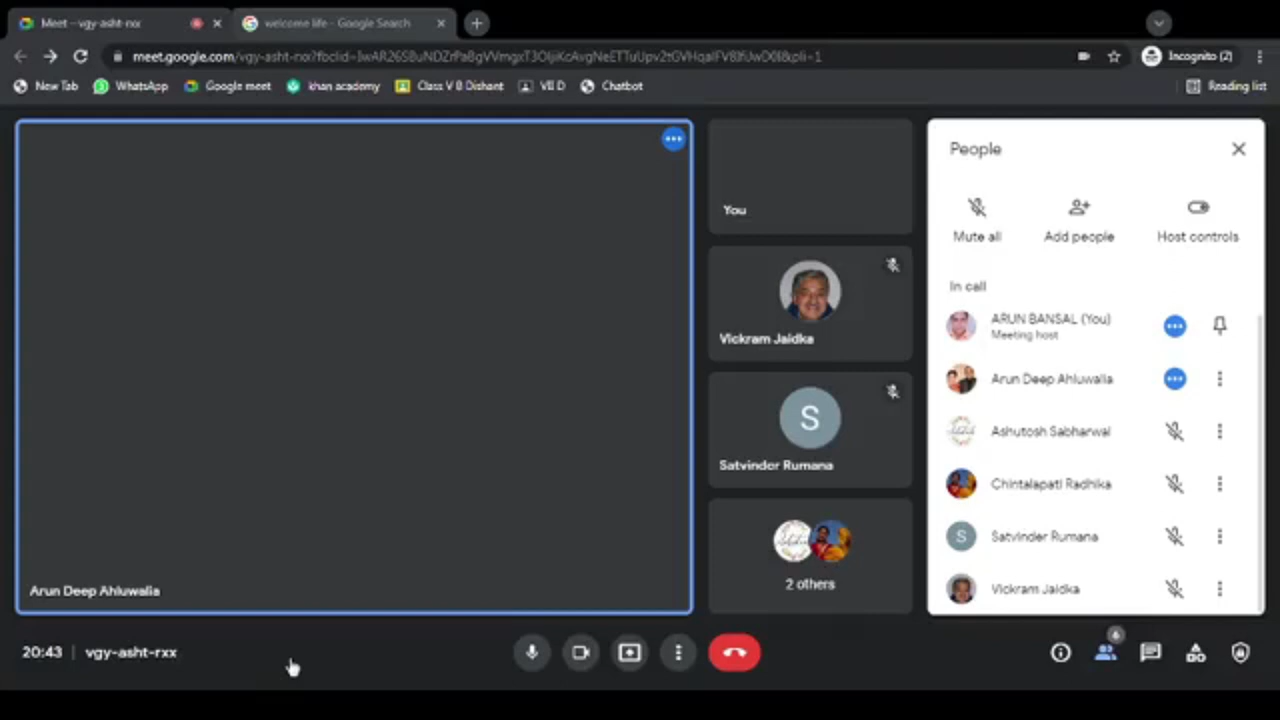 Meet - vgy-asht-rxx
welcome life - Google Search
Incognito (2)
New Tab
WhatsApp
Google meet
khan academy
Class V B Dishant
VII D
Chatbot
Reading list
You
Vickram Jaidka
S
Satvinder Rumana
2 others
Arun Deep Ahluwalia
People
Mute all
Add people
Host controls
In call
ARUN BANSAL (You)
Meeting host
Arun Deep Ahluwalia
Ashutosh Sabharwal
Chintalapati Radhika
S
Satvinder Rumana
Vickram Jaidka
20:43 | vgy-asht-rxx
6